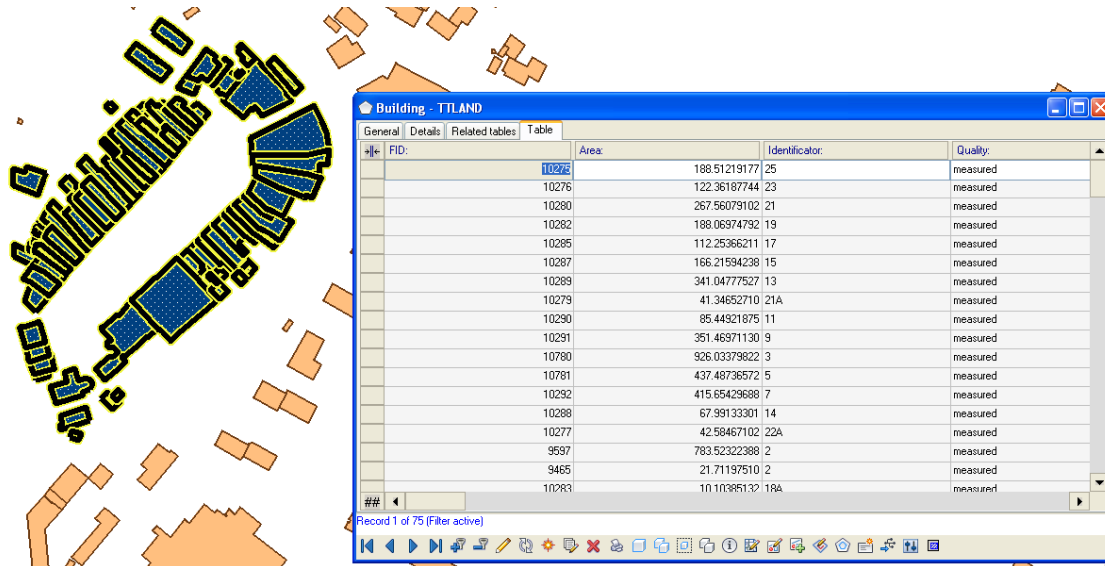 Building - TTLAND
General Details Related tables Table
FID: Area: Identificator: Quality:
10275 188.51219177 25 measured
10276 122.36187744 23 measured
10280 267.56079102 21 measured
10282 188.06974792 19 measured
10285 112.25366211 17 measured
10287 166.21594238 15 measured
10289 341.04777527 13 measured
10279 41.34652710 21A measured
10290 85.44921875 11 measured
10291 351.46971130 9 measured
10780 926.03379822 3 measured
10781 437.48736572 5 measured
10292 415.65429688 7 measured
10288 67.99133301 14 measured
10277 42.58467102 22A measured
9597 783.52322388 2 measured
9465 21.71197510 2 measured
10283 10.10385132 18A measured
##
Record 1 of 75 (Filter active)